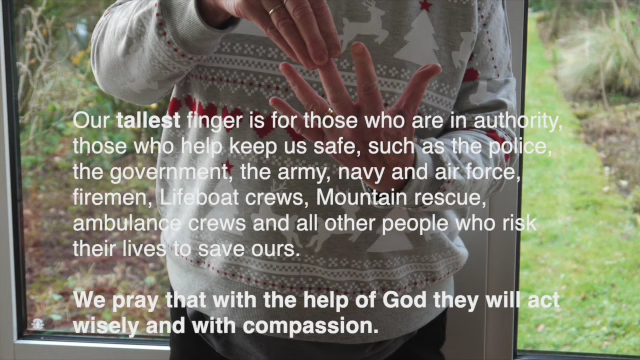 Our tallest finger is for those who are in authority,
those who help keep us safe, such as the police,
the government, the army, navy and air force,
firemen, Lifeboat crews, Mountain rescue,
ambulance crews and all other people who risk
their lives to save ours.
We pray that with the help of God they will act
wisely and with compassion.